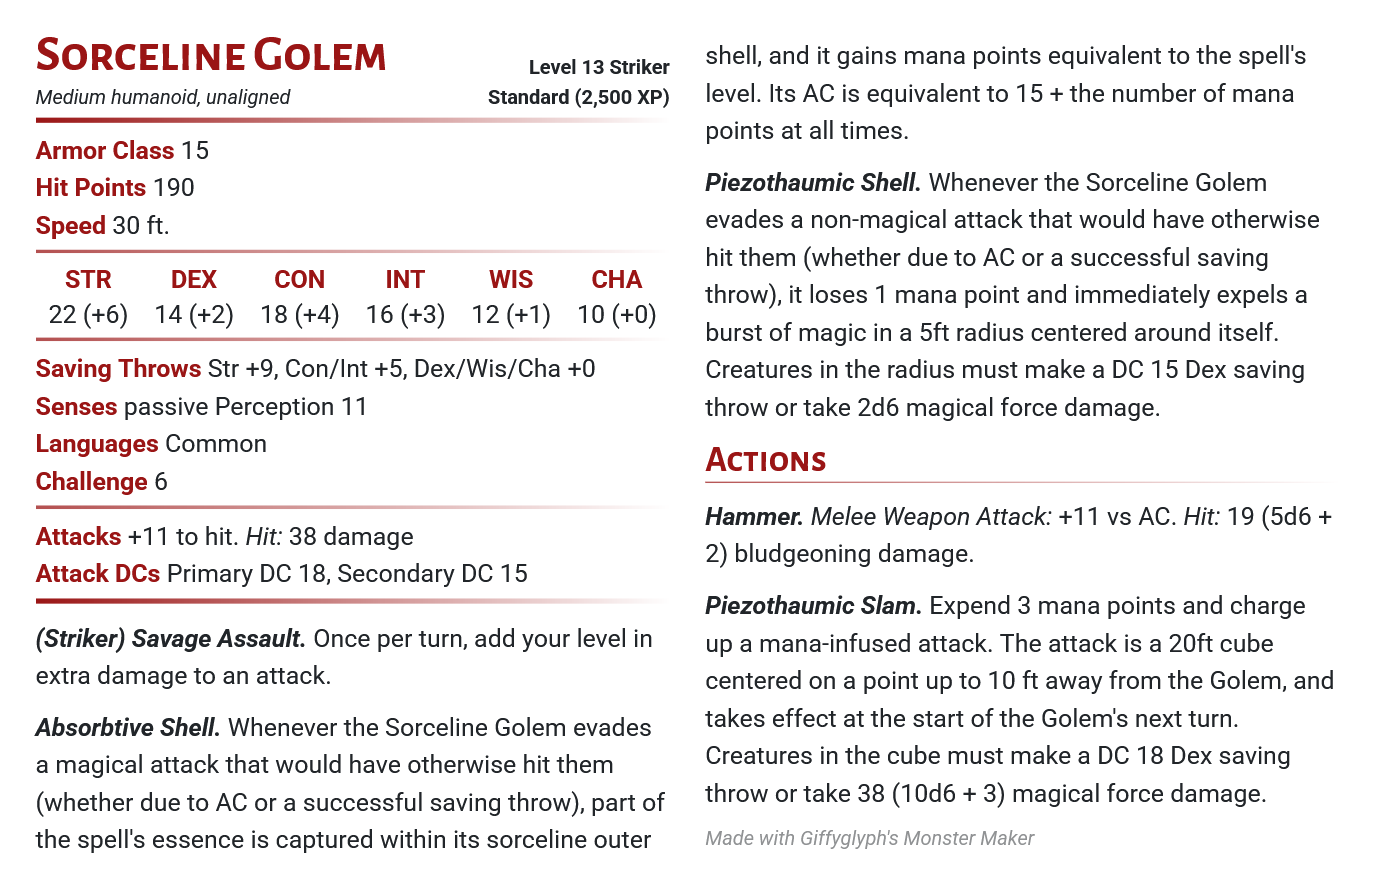 Sorceline Golem
Level 13 Striker
Medium humanoid, unaligned
Standard (2,500 XP)
Armor Class 15
Hit Points 190
Speed 30 ft.
STR DEX CON INT WIS CHA
22 (+6) 14 (+2) 18 (+4) 16 (+3) 12 (+1) 10 (+0)
Saving Throws Str +9, Con/Int +5, Dex/Wis/Cha +0
Senses passive Perception 11
Languages Common
Challenge 6
Attacks +11 to hit. Hit: 38 damage
Attack DCs Primary DC 18, Secondary DC 15
(Striker) Savage Assault. Once per turn, add your level in
extra damage to an attack.
Absorbtive Shell. Whenever the Sorceline Golem evades
a magical attack that would have otherwise hit them
(whether due to AC or a successful saving throw), part of
the spell's essence is captured within its sorceline outer
shell, and it gains mana points equivalent to the spell's
level. Its AC is equivalent to 15 + the number of mana
points at all times.
Piezothaumic Shell. Whenever the Sorceline Golem
evades a non-magical attack that would have otherwise
hit them (whether due to AC or a successful saving
throw), it loses 1 mana point and immediately expels a
burst of magic in a 5ft radius centered around itself.
Creatures in the radius must make a DC 15 Dex saving
throw or take 2d6 magical force damage.
Actions
Hammer. Melee Weapon Attack: +11 vs AC. Hit: 19 (5d6 +
2) bludgeoning damage.
Piezothaumic Slam. Expend 3 mana points and charge
up a mana-infused attack. The attack is a 20ft cube
centered on a point up to 10 ft away from the Golem, and
takes effect at the start of the Golem's next turn.
Creatures in the cube must make a DC 18 Dex saving
throw or take 38 (10d6 + 3) magical force damage.
Made with Giffyglyph's Monster Maker